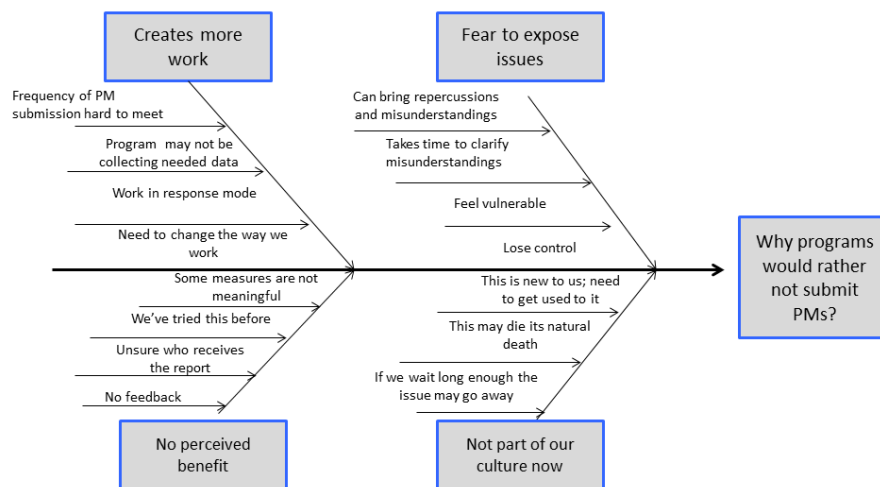 Creates more
work
Fear to expose
issues
Frequency of PM
submission hard to meet
Program may not be
collecting needed data
Work in response mode
Need to change the way we
work
Can bring repercussions
and misunderstandings
Takes time to clarify
misunderstandings
Feel vulnerable
Lose control
Why programs
would rather
not submit
PMs?
Some measures are not
meaningful
We've tried this before
Unsure who receives
the report
No feedback
This is new to us; need
to get used to it
This may die its natural
death
If we wait long enough the
issue may go away
No perceived
benefit
Not part of our
culture now